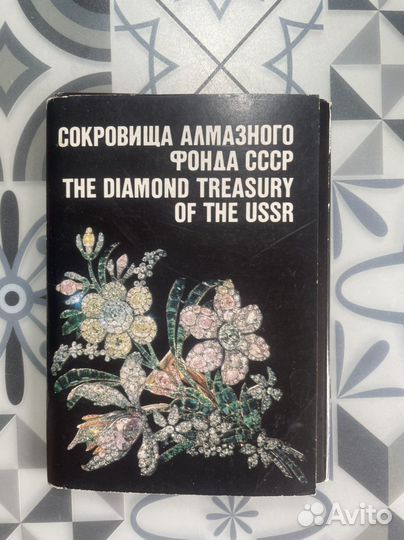 СОКРОВИЩА АЛМАЗНОГО
ФОНДА СССР
THE DIAMOND TREASURY
OF THE USSR
Avito